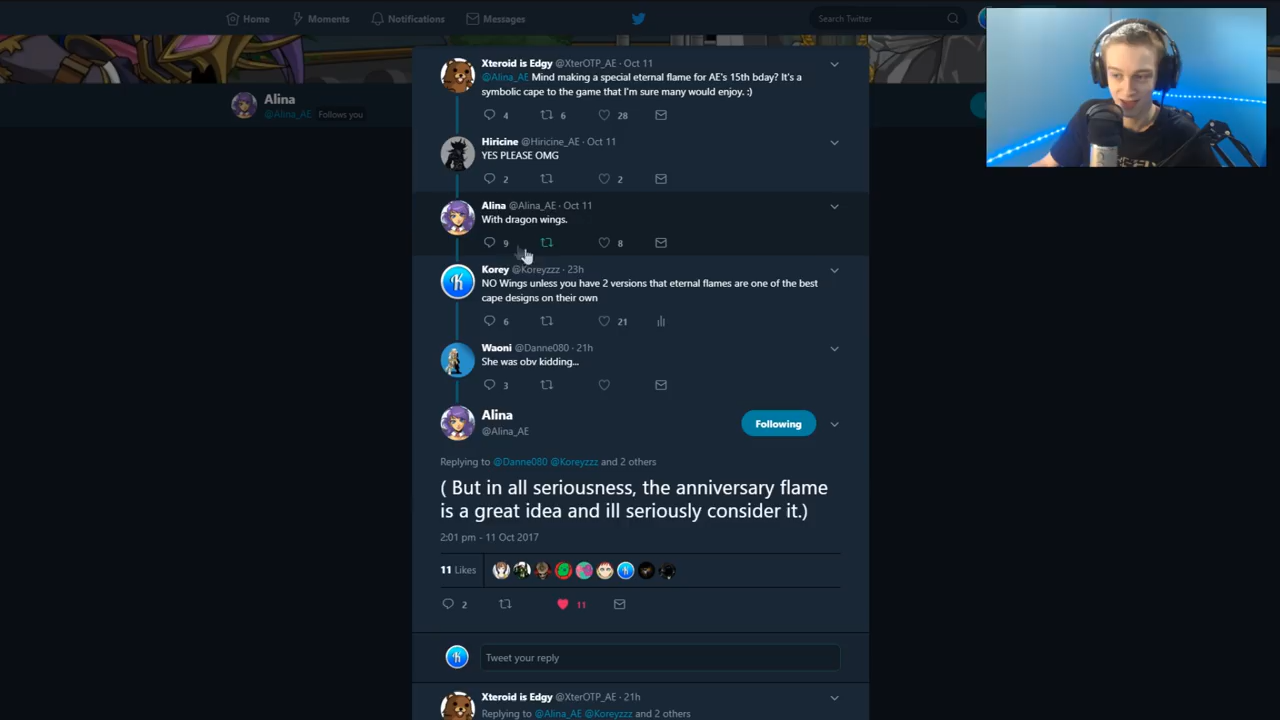 Home
Moments
Notifications
Messages
Search Twitter
Alina
@Alina_AE Follows you
Xteroid is Edgy @XterOTP_AE · Oct 11
@Alina_AE Mind making a special eternal flame for AE's 15th bday? It's a
symbolic cape to the game that I'm sure many would enjoy. :)
4 6 28
Hiricine @Hiricine_AE · Oct 11
YES PLEASE OMG
2 2
Alina @Alina_AE · Oct 11
With dragon wings.
9 8
Korey @Koreyzzz · 23h
NO Wings unless you have 2 versions that eternal flames are one of the best
cape designs on their own
6 21
Waoni @Danne080 · 21h
She was obv kidding...
3
Alina
@Alina_AE
Following
Replying to @Danne080 @Koreyzzz and 2 others
( But in all seriousness, the anniversary flame
is a great idea and ill seriously consider it.)
2:01 pm - 11 Oct 2017
11 Likes
2 11
Tweet your reply
Xteroid is Edgy @XterOTP_AE · 21h
Replying to @Alina_AE @Koreyzzz and 2 others